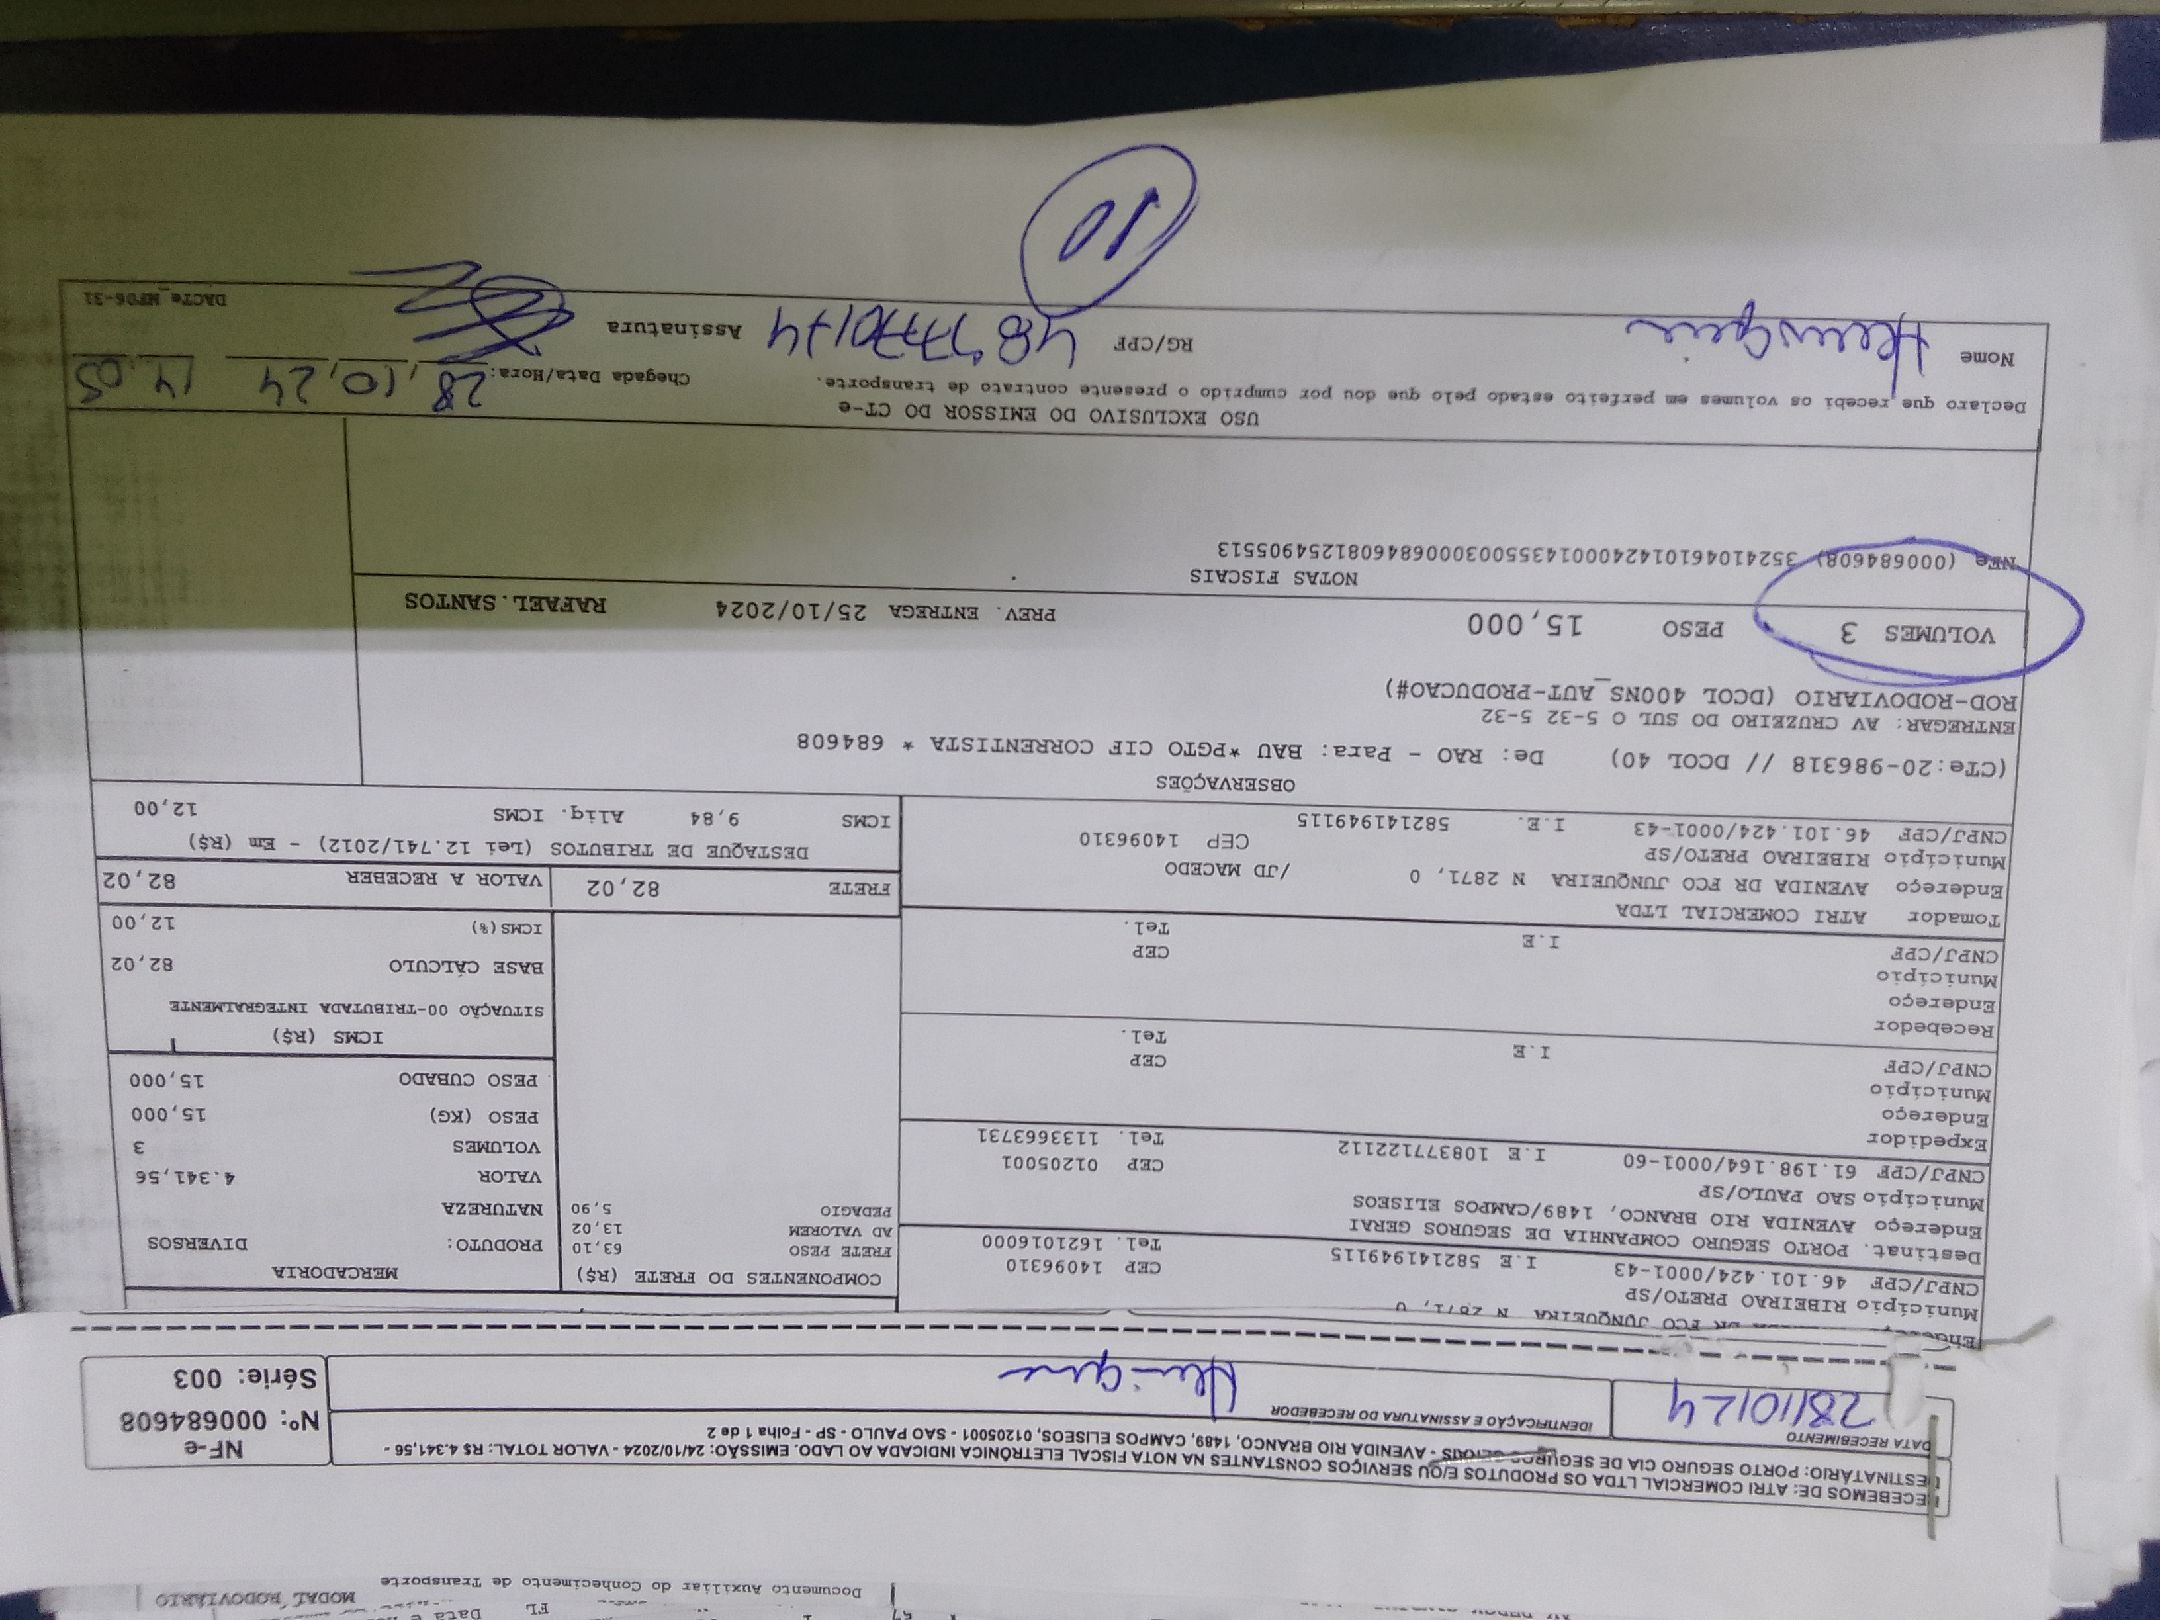 Documento Auxiliar do Conhecimento de Transporte
MODAL RODOVIÁRIO
RECEBEMOS DE: ATRI COMERCIAL LTDA OS PRODUTOS E/OU SERVIÇOS CONSTANTES NA NOTA FISCAL ELETRÔNICA INDICADA AO LADO. EMISSÃO: 24/10/2024 - VALOR TOTAL: R$ 4.341,56 -
DESTINATÁRIO: PORTO SEGURO CIA DE SEGUROS GERAIS - AVENIDA RIO BRANCO, 1489, CAMPOS ELISEOS, 01205001 - SAO PAULO - SP - Folha 1 de 2
NF-e
Nº: 000684608
Série: 003
DATA RECEBIMENTO
28/10/24
IDENTIFICAÇÃO E ASSINATURA DO RECEBEDOR
DR FCO JUNQUEIRA N 2871, 0
Município RIBEIRAO PRETO/SP CEP 14096310
CNPJ/CPF 46.101.424/0001-43 I.E 582141949115 Tel. 1621016000
Destinat. PORTO SEGURO COMPANHIA DE SEGUROS GERAI
Endereço AVENIDA RIO BRANCO, 1489/CAMPOS ELISEOS
Município SAO PAULO/SP CEP 01205001
CNPJ/CPF 61.198.164/0001-60 I.E 108377122112 Tel. 1133663731
Expedidor
Endereço
Município CEP
CNPJ/CPF I.E Tel.
Recebedor
Endereço
Município CEP
CNPJ/CPF I.E Tel.
Tomador ATRI COMERCIAL LTDA
Endereço AVENIDA DR FCO JUNQUEIRA N 2871, 0 /JD MACEDO
Município RIBEIRAO PRETO/SP CEP 14096310
CNPJ/CPF 46.101.424/0001-43 I.E. 582141949115
COMPONENTES DO FRETE (R$)
FRETE PESO 63,10
AD VALOREM 13,02
PEDAGIO 5,90
MERCADORIA
PRODUTO: DIVERSOS
NATUREZA
VALOR 4.341,56
VOLUMES 3
PESO (KG) 15,000
PESO CUBADO 15,000
ICMS (R$)
SITUAÇÃO 00-TRIBUTADA INTEGRALMENTE
BASE CÁLCULO 82,02
ICMS(%) 12,00
FRETE 82,02 VALOR A RECEBER 82,02
DESTAQUE DE TRIBUTOS (Lei 12.741/2012) - Em (R$)
ICMS 9,84 Aliq. ICMS 12,00
OBSERVAÇÕES
(CTe:20-986318 // DCOL 40) De: RAO - Para: BAU *PGTO CIF CORRENTISTA * 684608
ENTREGAR: AV CRUZEIRO DO SUL 0 5-32 5-32
ROD-RODOVIARIO (DCOL 400NS_AUT-PRODUCAO#)
VOLUMES 3 PESO 15,000 PREV. ENTREGA 25/10/2024 RAFAEL.SANTOS
NOTAS FISCAIS
NFe (000684608) 35241046101424000143550030006846081254905513
USO EXCLUSIVO DO EMISSOR DO CT-e
Declaro que recebi os volumes em perfeito estado pelo que dou por cumprido o presente contrato de transporte.
Chegada Data/Hora: 28,10,24 14:05
Nome
RG/CPF
Assinatura
DACTe_MP06-31
10